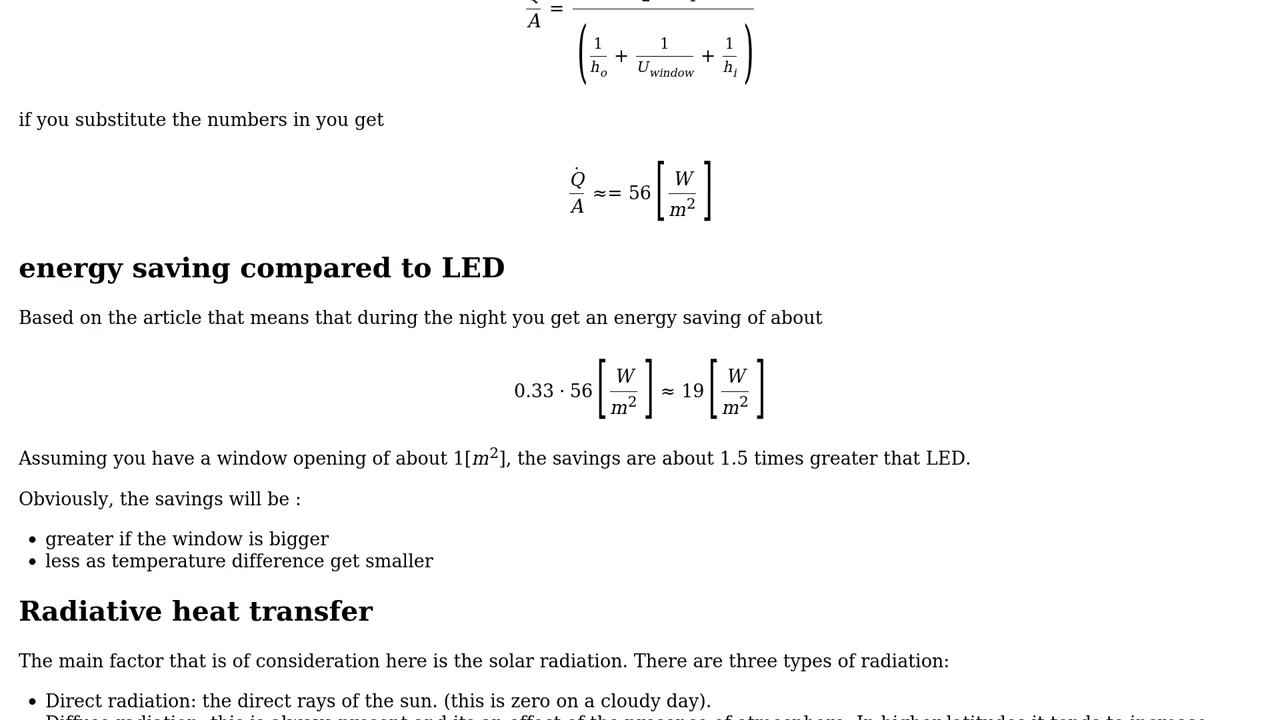 Q̇/A = 1/h_o + 1/U_window + 1/h_i
if you substitute the numbers in you get
Q̇/A ≈= 56 [W/m²]
energy saving compared to LED
Based on the article that means that during the night you get an energy saving of about
0.33 · 56 [W/m²] ≈ 19 [W/m²]
Assuming you have a window opening of about 1[m²], the savings are about 1.5 times greater that LED.
Obviously, the savings will be :
• greater if the window is bigger
• less as temperature difference get smaller
Radiative heat transfer
The main factor that is of consideration here is the solar radiation. There are three types of radiation:
• Direct radiation: the direct rays of the sun. (this is zero on a cloudy day).